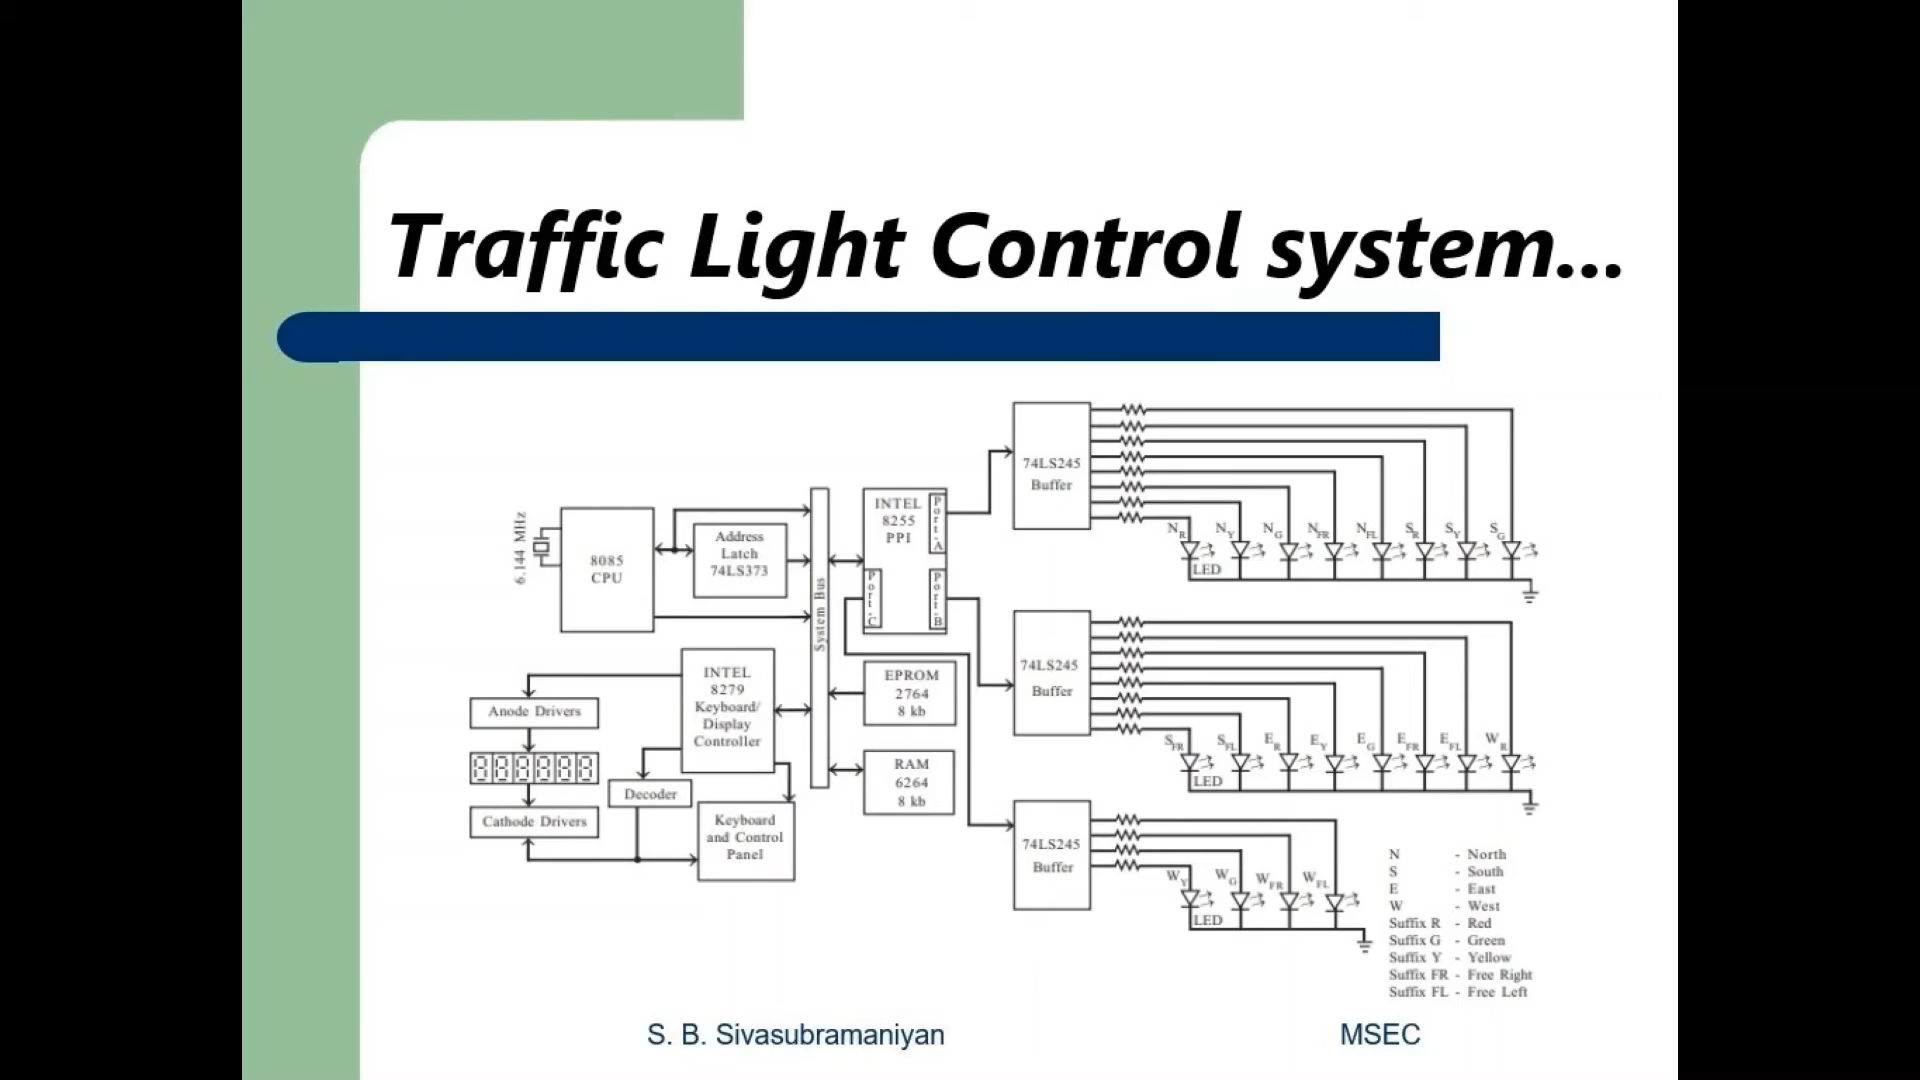 Traffic Light Control system...
6.144 MHz
8085
CPU
Address
Latch
74LS373
System Bus
INTEL
8255
PPI
Port-A
Port-C
Port-B
74LS245
Buffer
N_R N_Y N_G N_FR N_FL S_R S_Y S_G
LED
INTEL
8279
Keyboard/
Display
Controller
EPROM
2764
8 kb
RAM
6264
8 kb
Anode Drivers
888888
Cathode Drivers
Decoder
Keyboard
and Control
Panel
74LS245
Buffer
S_FR S_FL E_R E_Y E_G E_FR E_FL W_R
LED
74LS245
Buffer
W_Y W_G W_FR W_FL
LED
N - North
S - South
E - East
W - West
Suffix R - Red
Suffix G - Green
Suffix Y - Yellow
Suffix FR - Free Right
Suffix FL - Free Left
S. B. Sivasubramaniyan MSEC